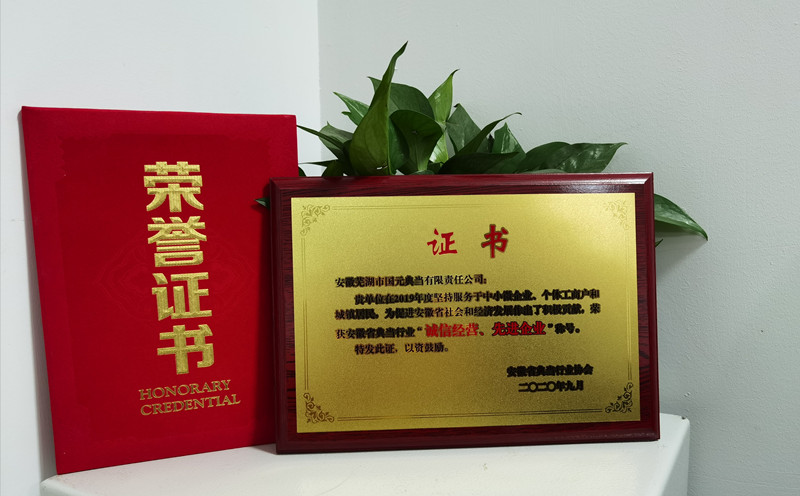 荣誉证书
HONORARY
CREDENTIAL
证书
安徽芜湖市国元典当有限责任公司:
贵单位在2019年度坚持服务于中小微企业、个体工商户和
城镇居民,为促进安徽省社会和经济发展作出了积极贡献,荣
获安徽省典当行业“诚信经营、先进企业”称号。
特发此证,以资鼓励。
安徽省典当行业协会
二〇二〇年九月